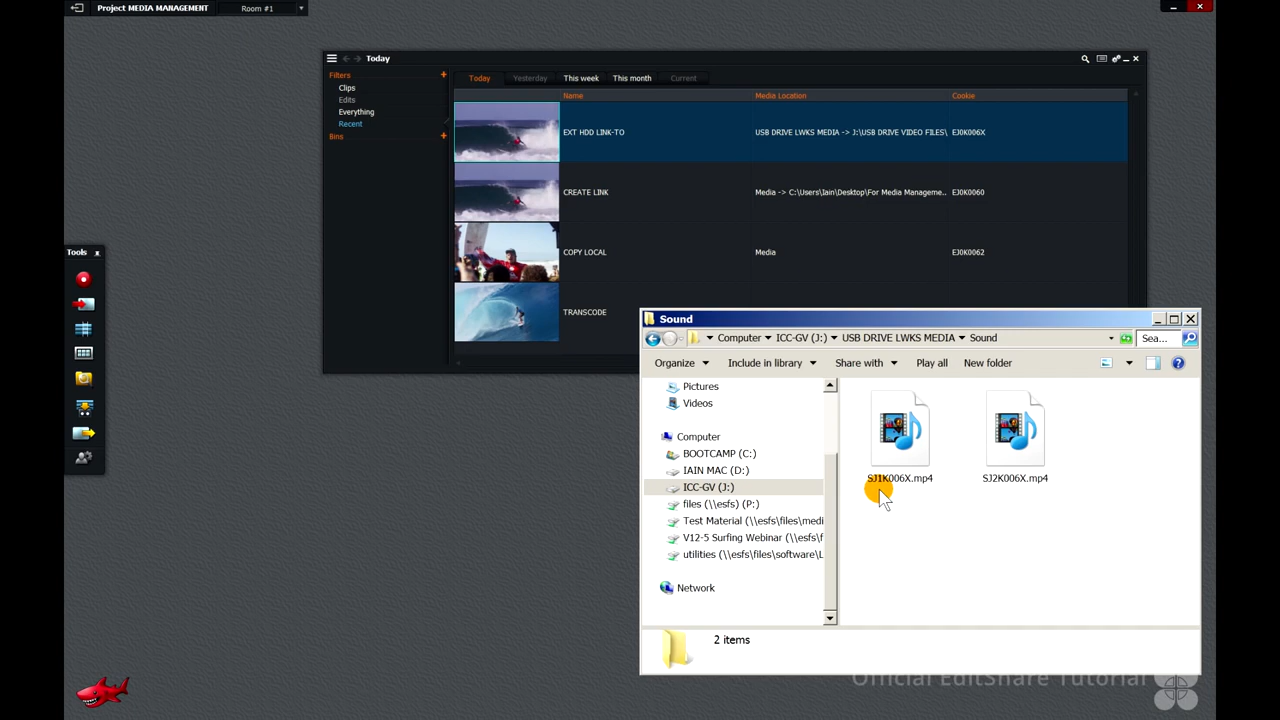 Project MEDIA MANAGEMENT
Room #1
Today
Filters
Clips
Edits
Everything
Recent
Bins
Today Yesterday This week This month Current
Name Media Location Cookie
EXT HDD LINK-TO USB DRIVE LWKS MEDIA -> J:\USB DRIVE VIDEO FILES\ EJ0K006X
CREATE LINK Media -> C:\Users\Iain\Desktop\For Media Manageme.. EJ0K0060
COPY LOCAL Media EJ0K0062
TRANSCODE
Tools
Sound
Computer ICC-GV (J:) USB DRIVE LWKS MEDIA Sound
Sea...
Organize Include in library Share with Play all New folder
Pictures
Videos
Computer
BOOTCAMP (C:)
IAIN MAC (D:)
ICC-GV (J:)
files (\\esfs) (P:)
Test Material (\\esfs\files\medi
V12-5 Surfing Webinar (\\esfs\f
utilities (\\esfs\files\software\L
Network
SJ1K006X.mp4
SJ2K006X.mp4
2 items
Official EditShare Tutorial